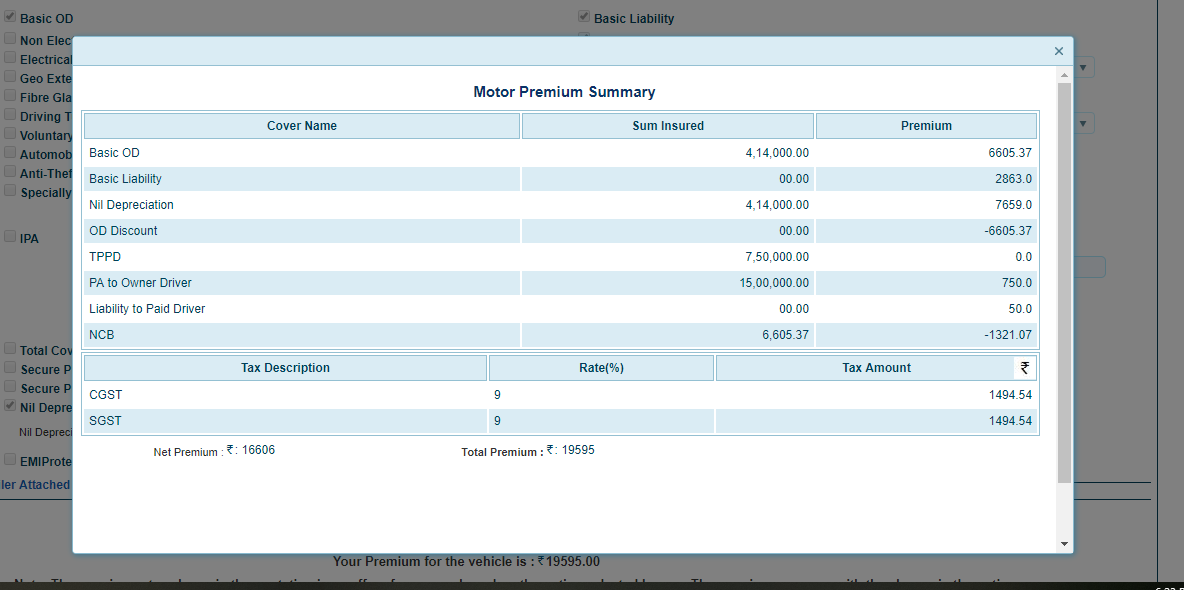 Basic OD Basic Liability
Non Elec
Electrical
Geo Exte
Fibre Gla
Driving T
Voluntary
Automob
Anti-Thef
Specially
IPA
Total Cov
Secure P
Secure P
Nil Depre
Nil Depreci
EMIProte
ler Attached
×
Motor Premium Summary
Cover Name Sum Insured Premium
Basic OD 4,14,000.00 6605.37
Basic Liability 00.00 2863.0
Nil Depreciation 4,14,000.00 7659.0
OD Discount 00.00 -6605.37
TPPD 7,50,000.00 0.0
PA to Owner Driver 15,00,000.00 750.0
Liability to Paid Driver 00.00 50.0
NCB 6,605.37 -1321.07
Tax Description Rate(%) Tax Amount ₹
CGST 9 1494.54
SGST 9 1494.54
Net Premium : ₹ : 16606 Total Premium : ₹ : 19595
Your Premium for the vehicle is : ₹ 19595.00